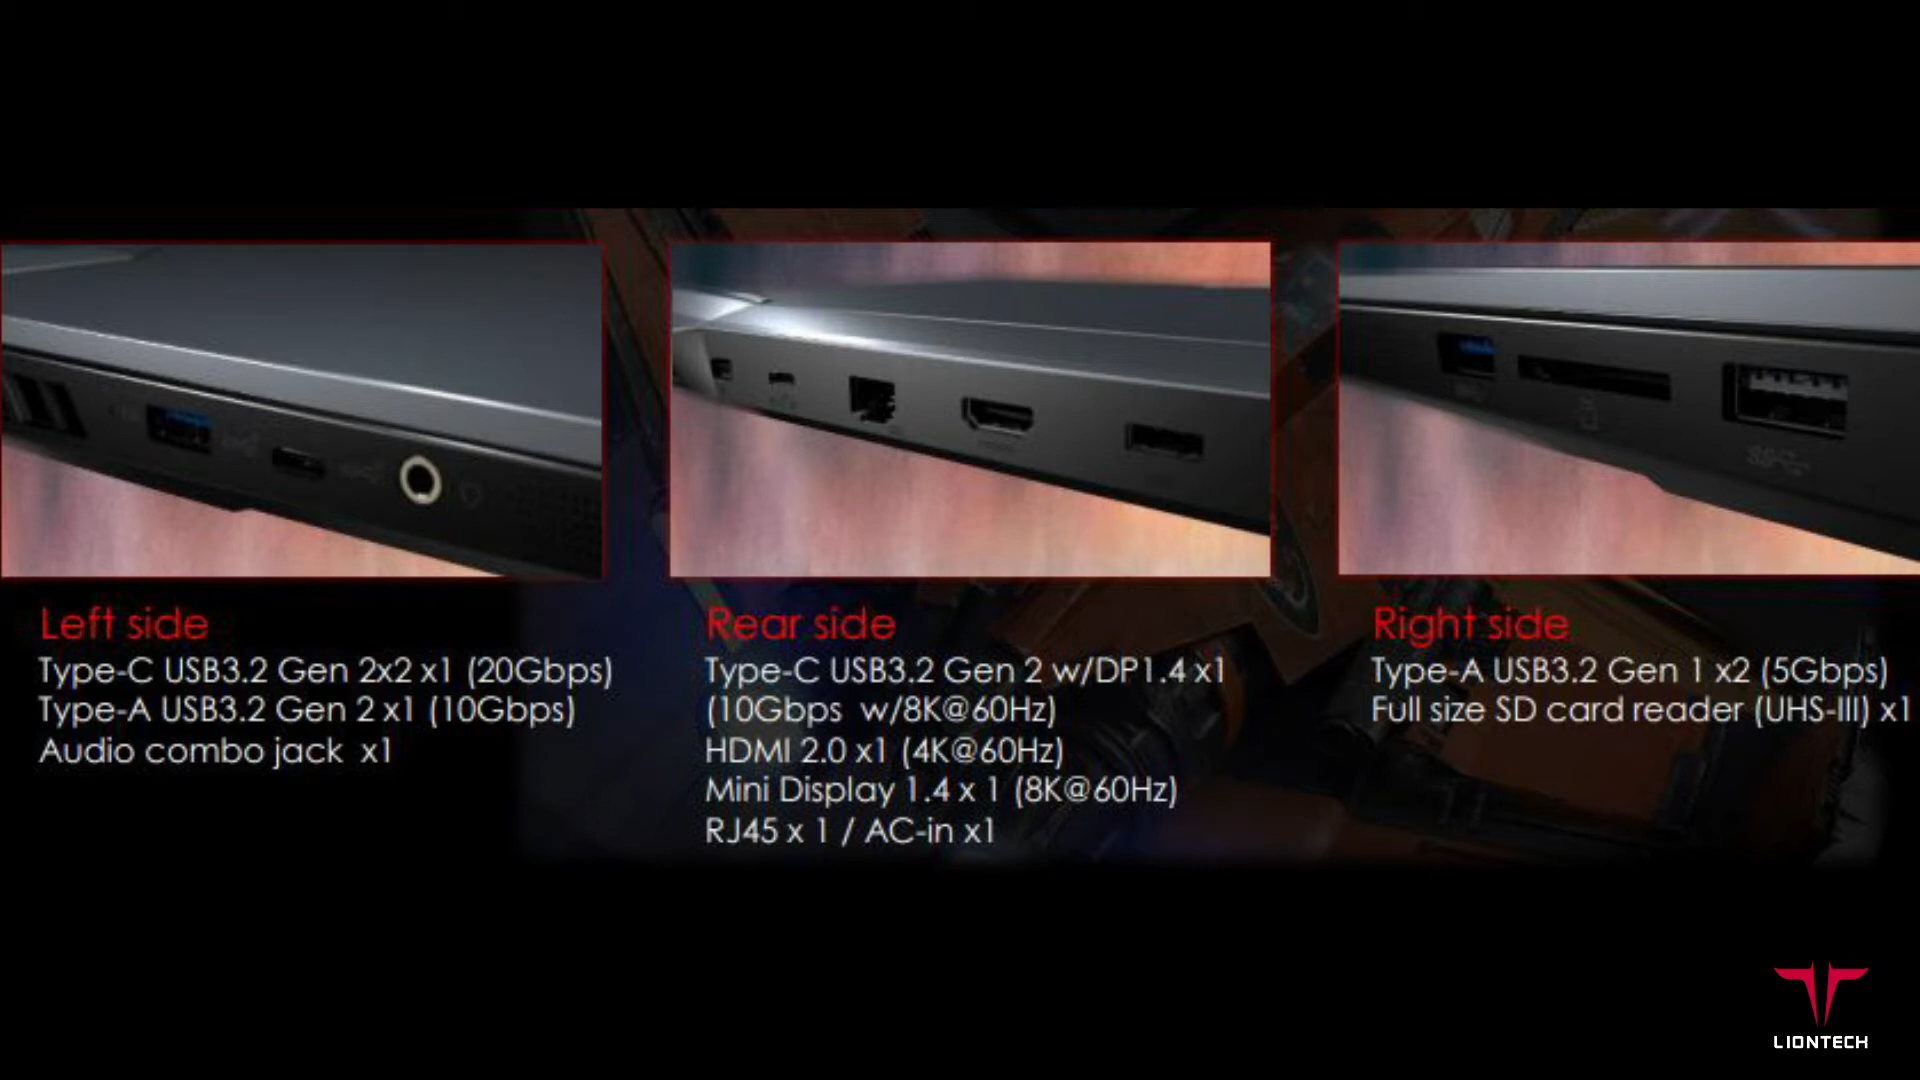 Left side
Type-C USB3.2 Gen 2x2 x1 (20Gbps)
Type-A USB3.2 Gen 2 x1 (10Gbps)
Audio combo jack  x1
Rear side
Type-C USB3.2 Gen 2 w/DP1.4 x1
(10Gbps  w/8K@60Hz)
HDMI 2.0 x1 (4K@60Hz)
Mini Display 1.4 x 1 (8K@60Hz)
RJ45 x 1 / AC-in x1
Right side
Type-A USB3.2 Gen 1 x2 (5Gbps)
Full size SD card reader (UHS-III) x1
LIONTECH